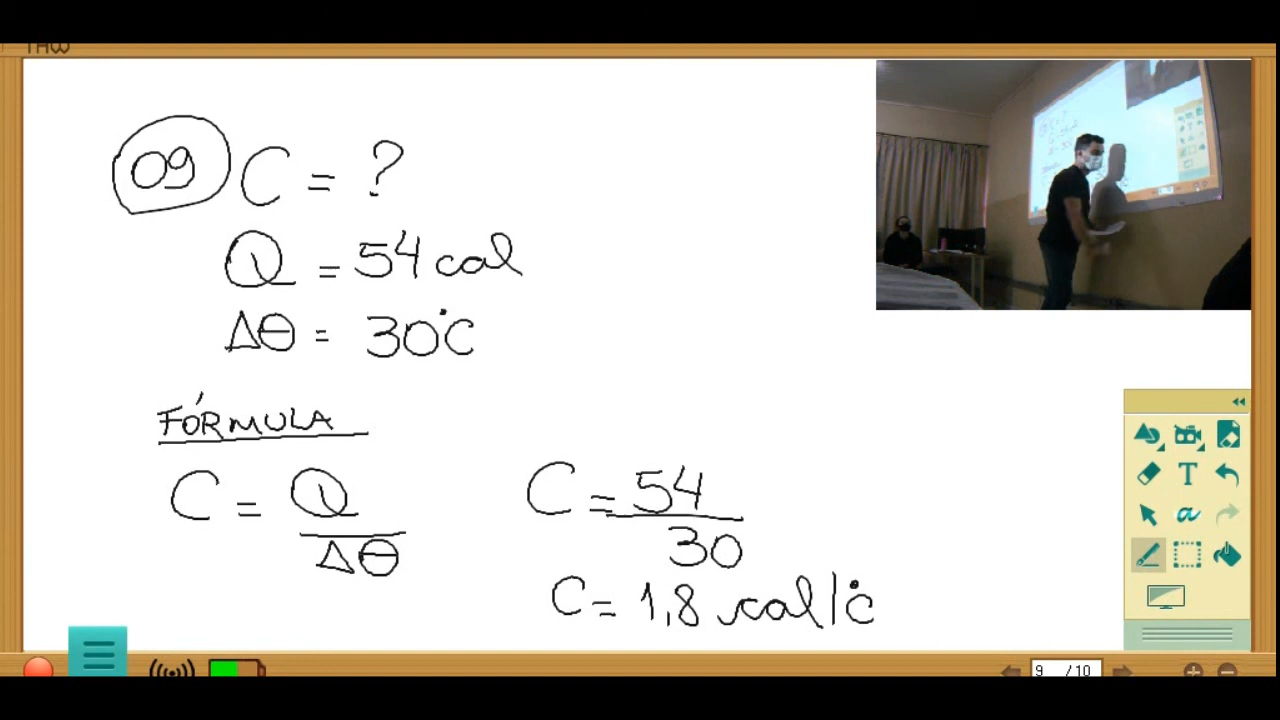 09 C = ?
Q = 54 cal
Δθ = 30°C
FÓRMULA
C = Q
Δθ
C = 54
30
C = 1,8 cal/°C
T
a
9 / 10